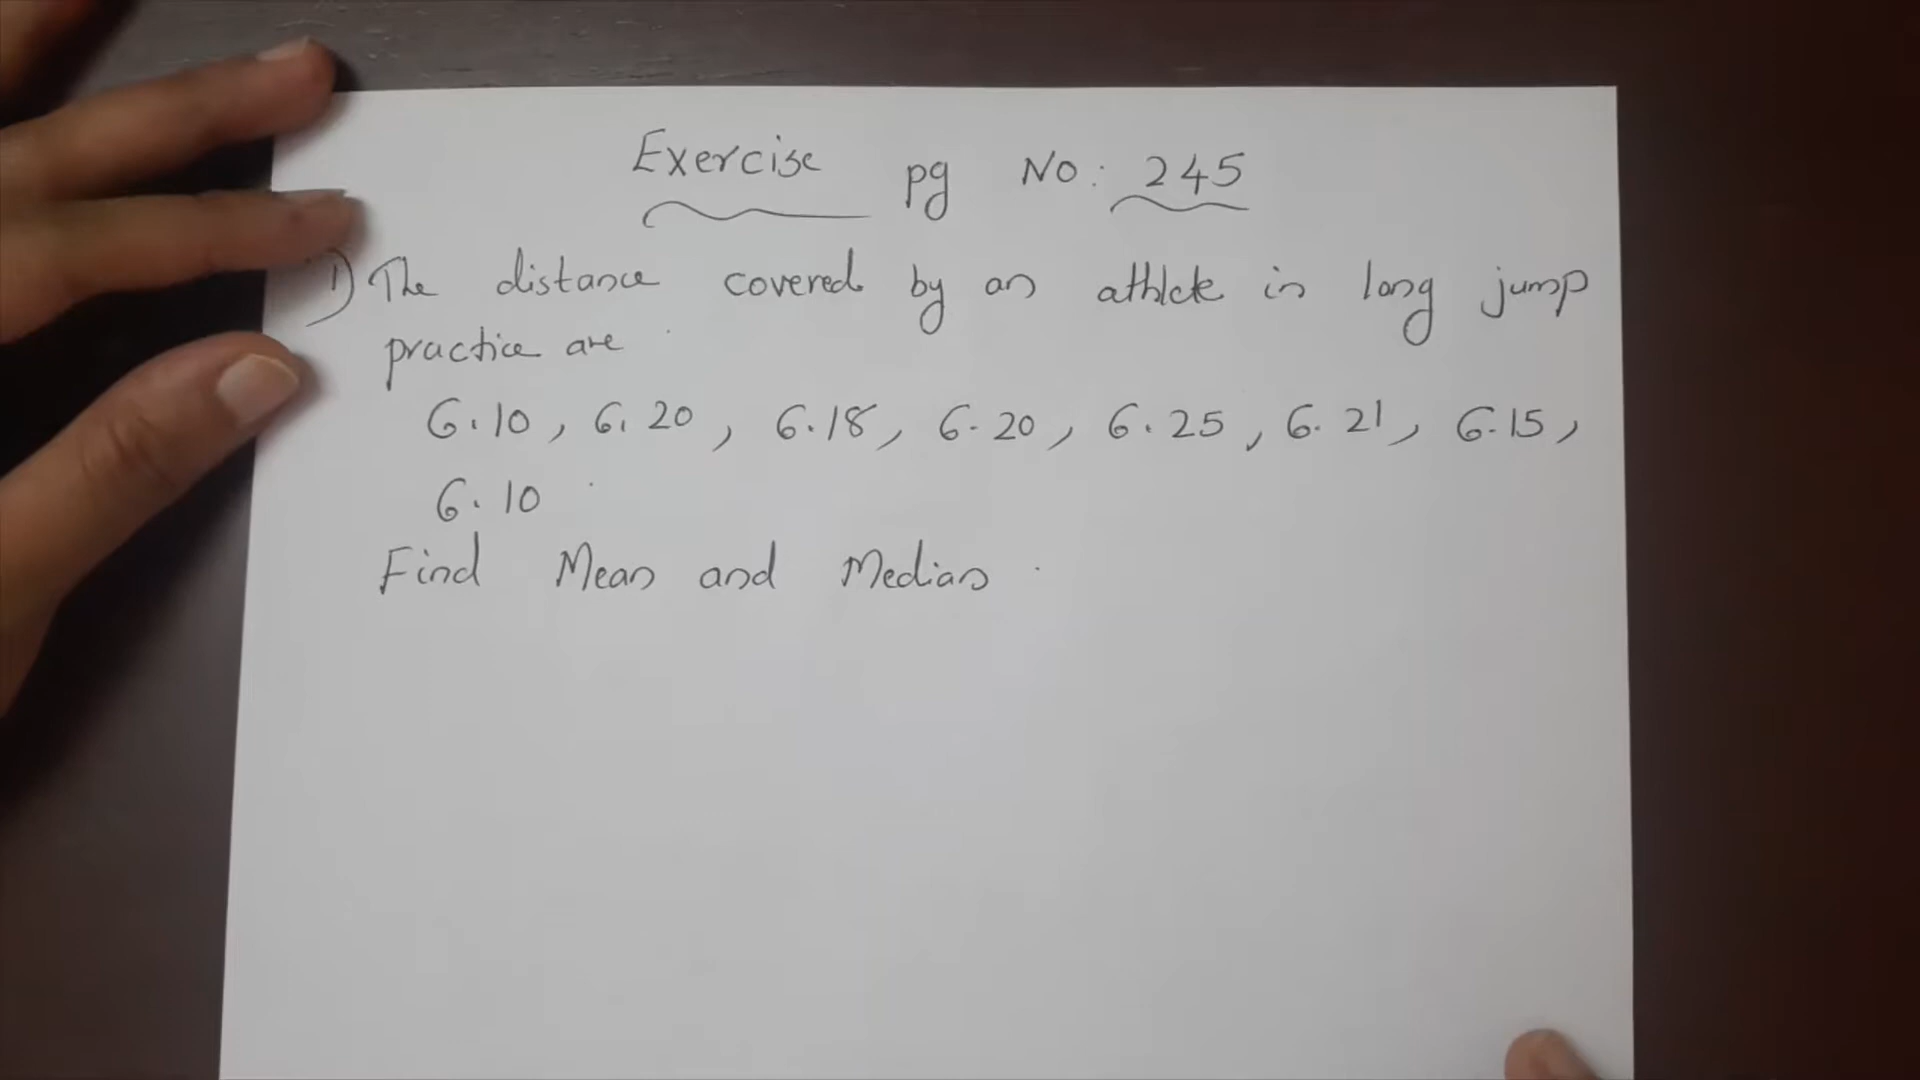 Exercise pg No: 245
1) The distance covered by an athlete in long jump
practice are
6.10, 6.20, 6.18, 6.20, 6.25, 6.21, 6.15,
6.10
Find Mean and Median.